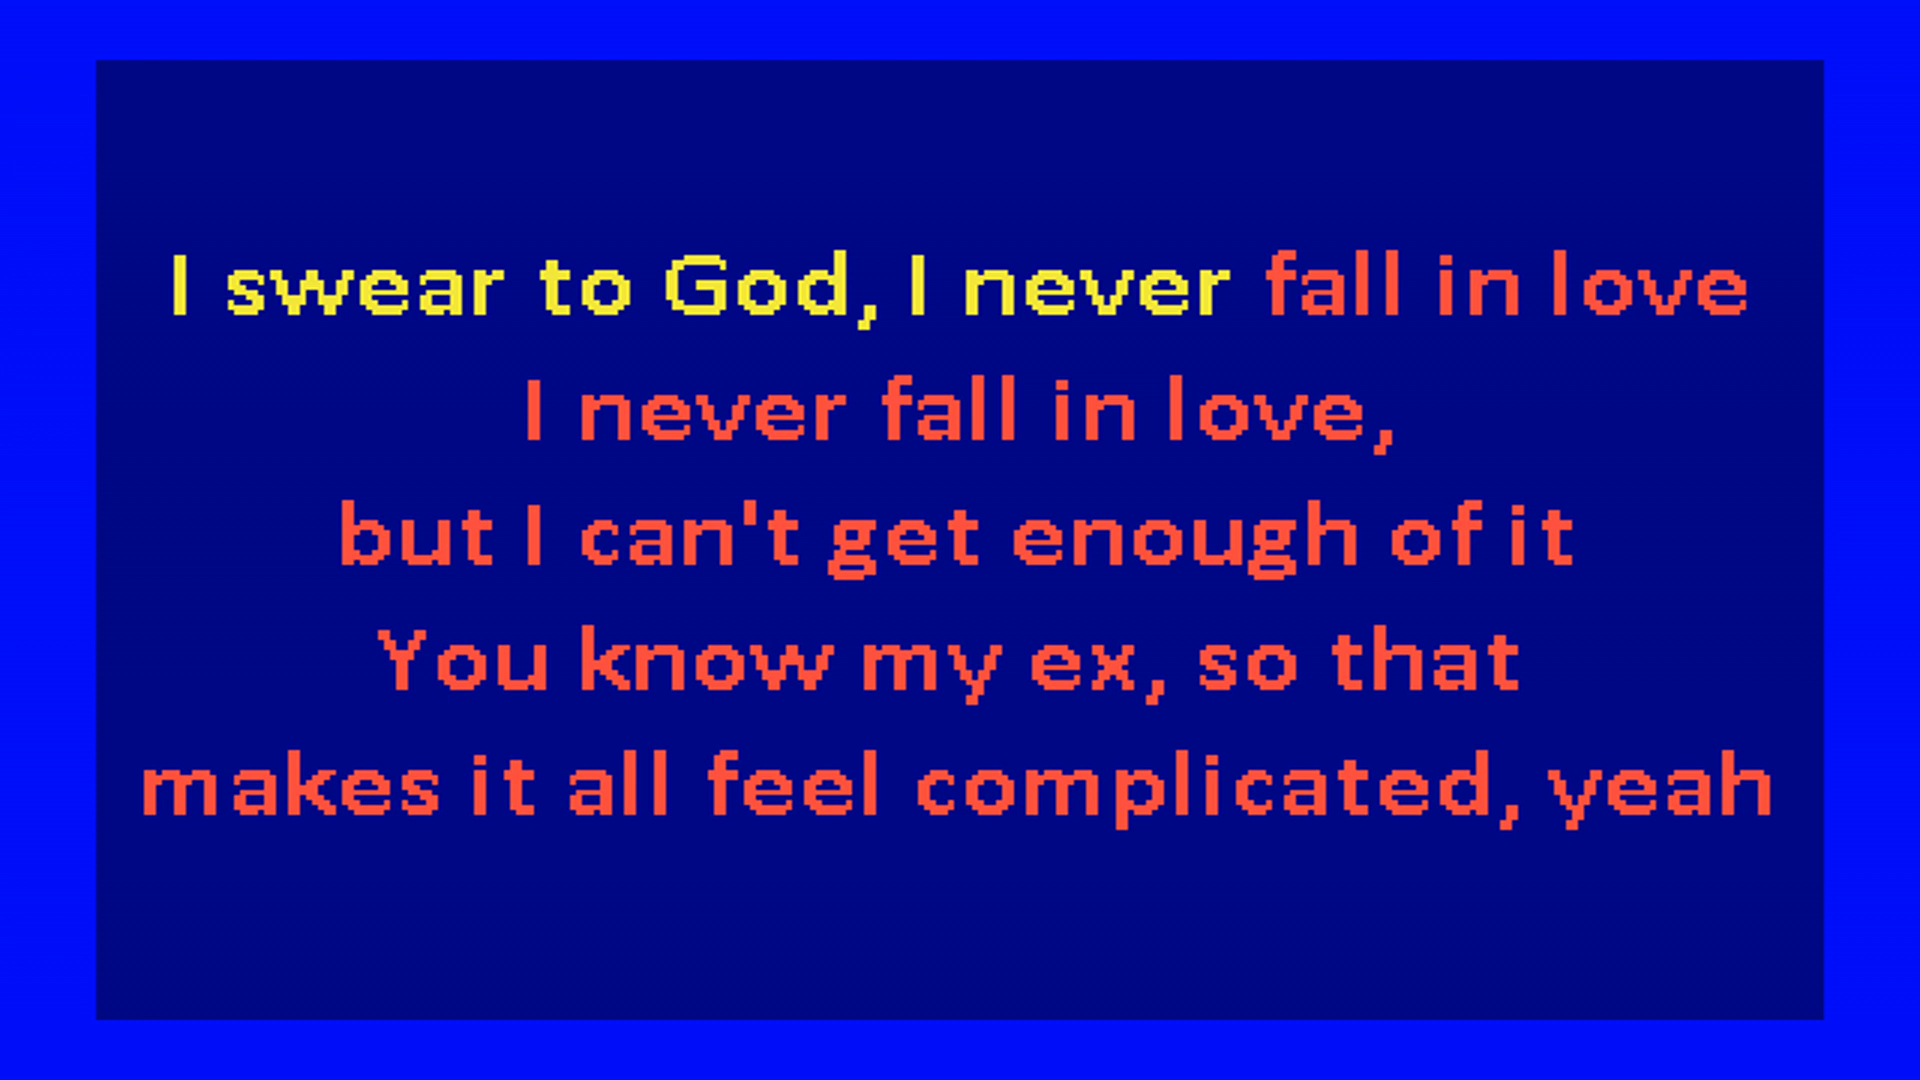 I swear to God, I never fall in love
I never fall in love,
but I can't get enough of it
You know my ex, so that
makes it all feel complicated, yeah